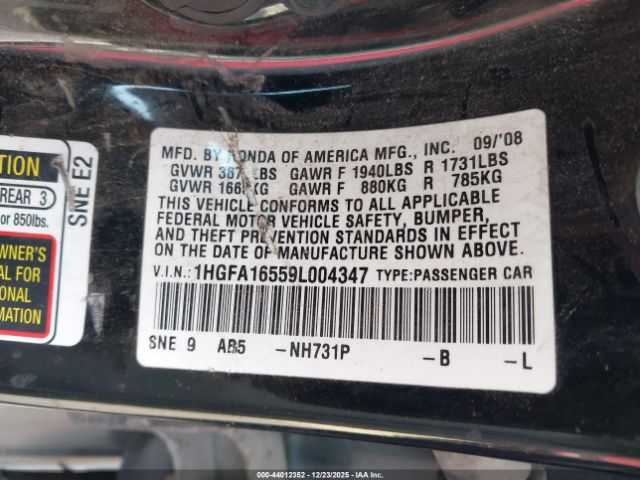 TION
REAR 3
or 850lbs.
OWNER'S
AL FOR
ONAL
RMATION
SNE E2
MFD. BY HONDA OF AMERICA MFG., INC. 09/'08
GVWR LBS GAWR F 1940LBS R 1731LBS
GVWR KG GAWR F 880KG R 785KG
THIS VEHICLE CONFORMS TO ALL APPLICABLE
FEDERAL MOTOR VEHICLE SAFETY, BUMPER,
AND THEFT PREVENTION STANDARDS IN EFFECT
ON THE DATE OF MANUFACTURE SHOWN ABOVE.
V.I.N.: 1HGFA16559L004347 TYPE:PASSENGER CAR
SNE 9 AB5 -NH731P -B -L
000-44012352 | 12/23/2025 - IAA, Inc.